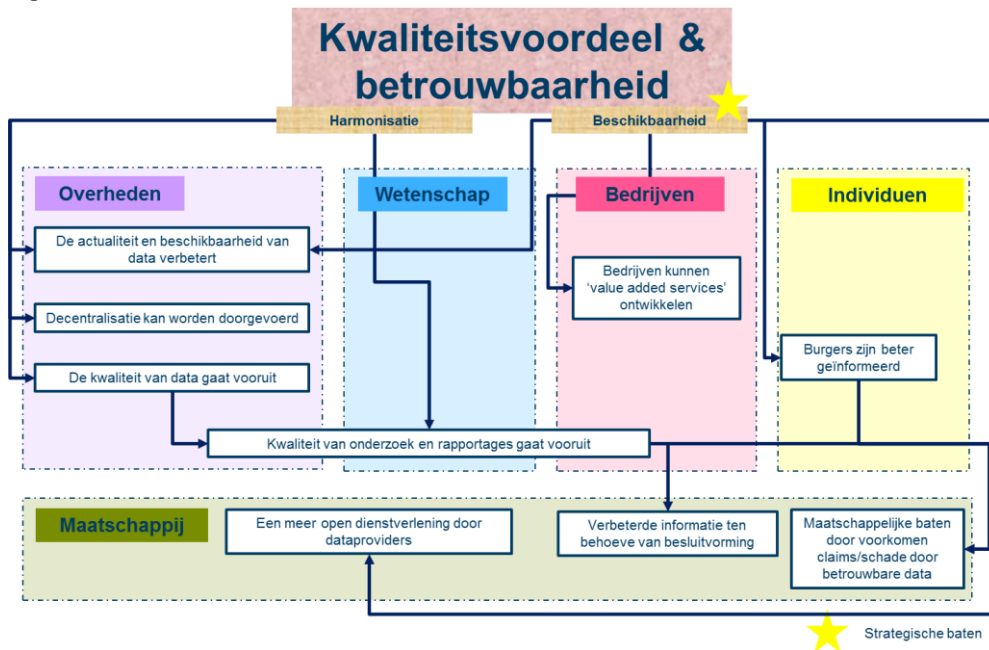 Kwaliteitsvoordeel &
betrouwbaarheid
Harmonisatie
Beschikbaarheid
Overheden
Wetenschap
Bedrijven
Individuen
De actualiteit en beschikbaarheid van
data verbetert
Bedrijven kunnen
‘value added services’
ontwikkelen
Decentralisatie kan worden doorgevoerd
Burgers zijn beter
geïnformeerd
De kwaliteit van data gaat vooruit
Kwaliteit van onderzoek en rapportages gaat vooruit
Maatschappij
Een meer open dienstverlening door
dataproviders
Verbeterde informatie ten
behoeve van besluitvorming
Maatschappelijke baten
door voorkomen
claims/schade door
betrouwbare data
Strategische baten